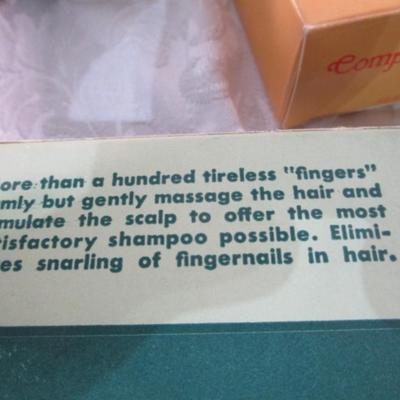 Comp
ore than a hundred tireless "fingers"
mly but gently massage the hair and
mulate the scalp to offer the most
tisfactory shampoo possible. Elimi-
es snarling of fingernails in hair.